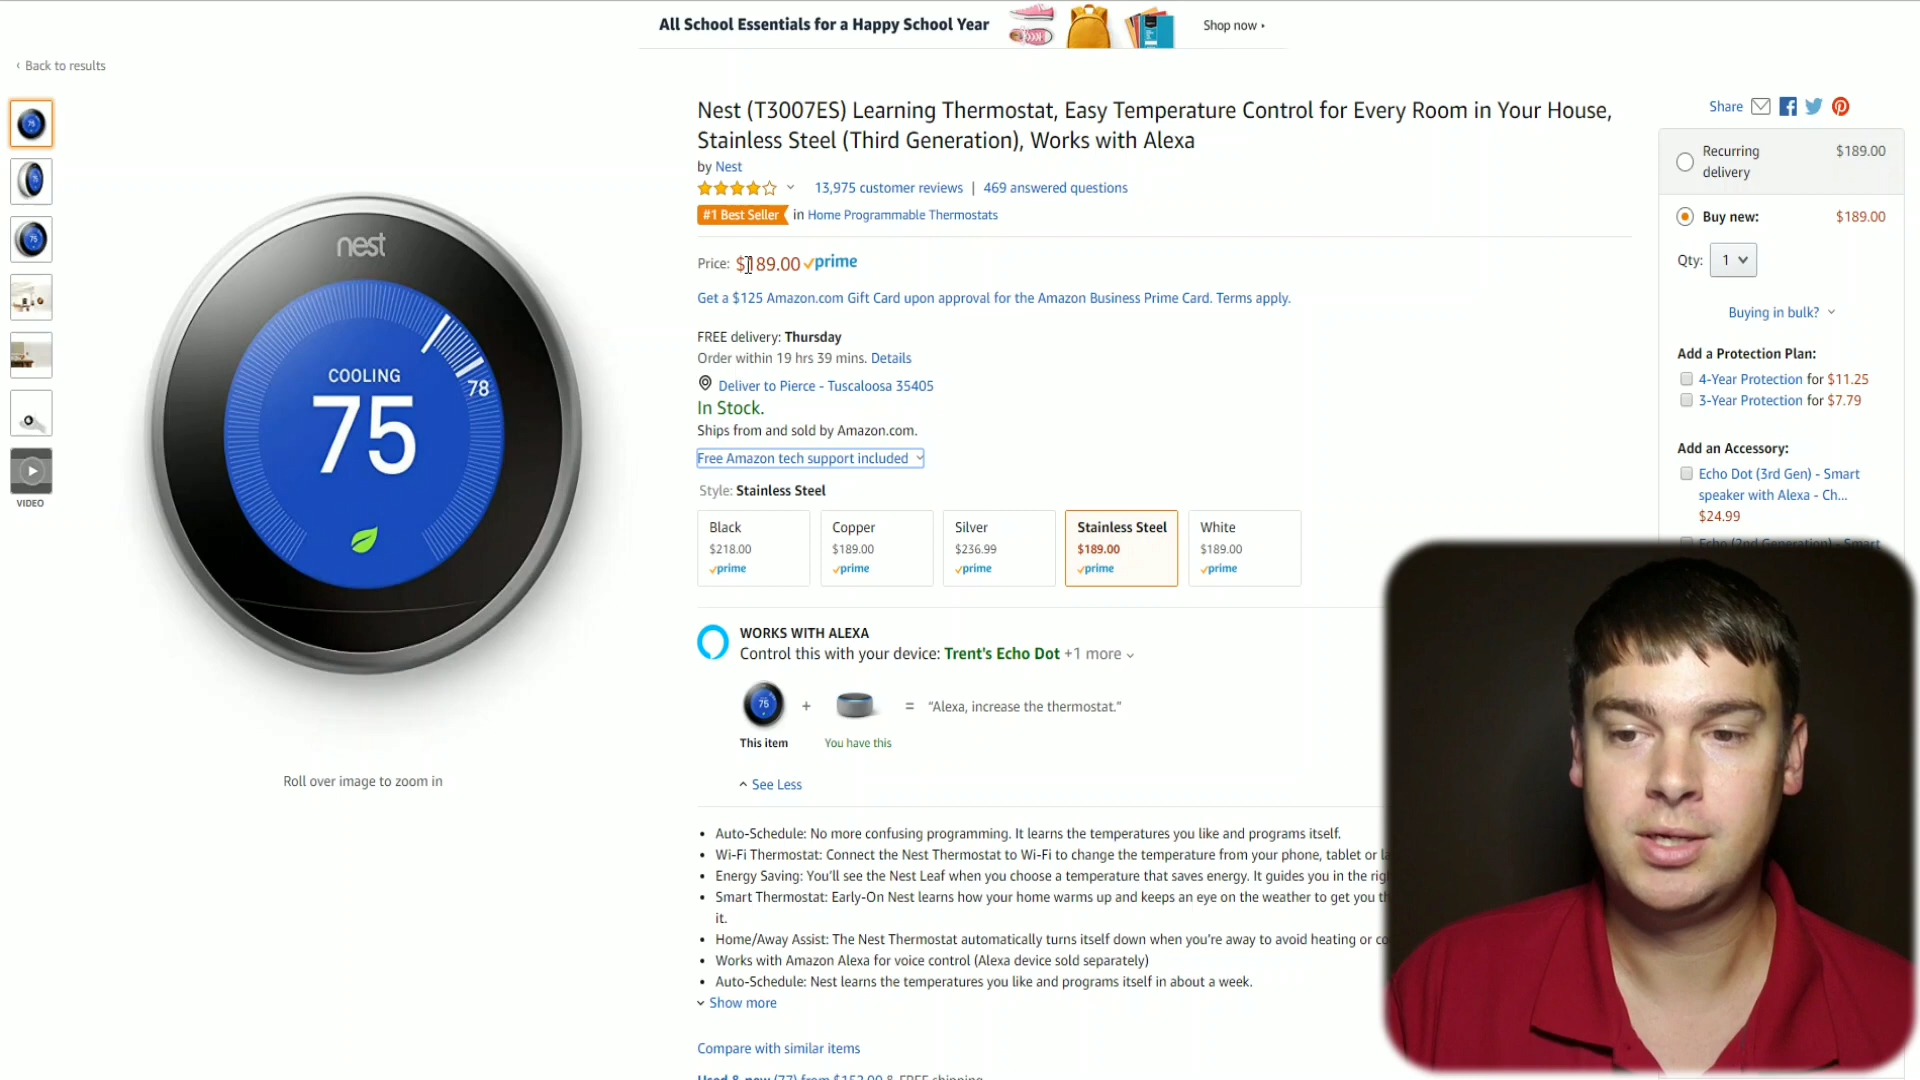 All School Essentials for a Happy School Year
Shop now
Back to results
Nest (T3007ES) Learning Thermostat, Easy Temperature Control for Every Room in Your House,
Stainless Steel (Third Generation), Works with Alexa
by Nest
13,975 customer reviews | 469 answered questions
#1 Best Seller in Home Programmable Thermostats
Price: $189.00 prime
Get a $125 Amazon.com Gift Card upon approval for the Amazon Business Prime Card. Terms apply.
FREE delivery: Thursday
Order within 19 hrs 39 mins. Details
Deliver to Pierce - Tuscaloosa 35405
In Stock.
Ships from and sold by Amazon.com.
Free Amazon tech support included
Style: Stainless Steel
Black
$218.00
prime
Copper
$189.00
prime
Silver
$236.99
prime
Stainless Steel
$189.00
prime
White
$189.00
prime
WORKS WITH ALEXA
Control this with your device: Trent's Echo Dot +1 more
75
+
= “Alexa, increase the thermostat.”
This item
You have this
See Less
• Auto-Schedule: No more confusing programming. It learns the temperatures you like and programs itself.
• Wi-Fi Thermostat: Connect the Nest Thermostat to Wi-Fi to change the temperature from your phone, tablet or
• Energy Saving: You’ll see the Nest Leaf when you choose a temperature that saves energy. It guides you in the
• Smart Thermostat: Early-On Nest learns how your home warms up and keeps an eye on the weather to get you
it.
• Home/Away Assist: The Nest Thermostat automatically turns itself down when you’re away to avoid heating or
• Works with Amazon Alexa for voice control (Alexa device sold separately)
• Auto-Schedule: Nest learns the temperatures you like and programs itself in about a week.
Show more
Compare with similar items
Used & new (77) from $152.00 & FREE shipping
nest
COOLING
75
78
Roll over image to zoom in
75
75
75
VIDEO
Share
Recurring
delivery
$189.00
Buy new:
$189.00
Qty: 1
Buying in bulk?
Add a Protection Plan:
4-Year Protection for $11.25
3-Year Protection for $7.79
Add an Accessory:
Echo Dot (3rd Gen) - Smart
speaker with Alexa - Ch...
$24.99
Echo (2nd Generation) - Smart